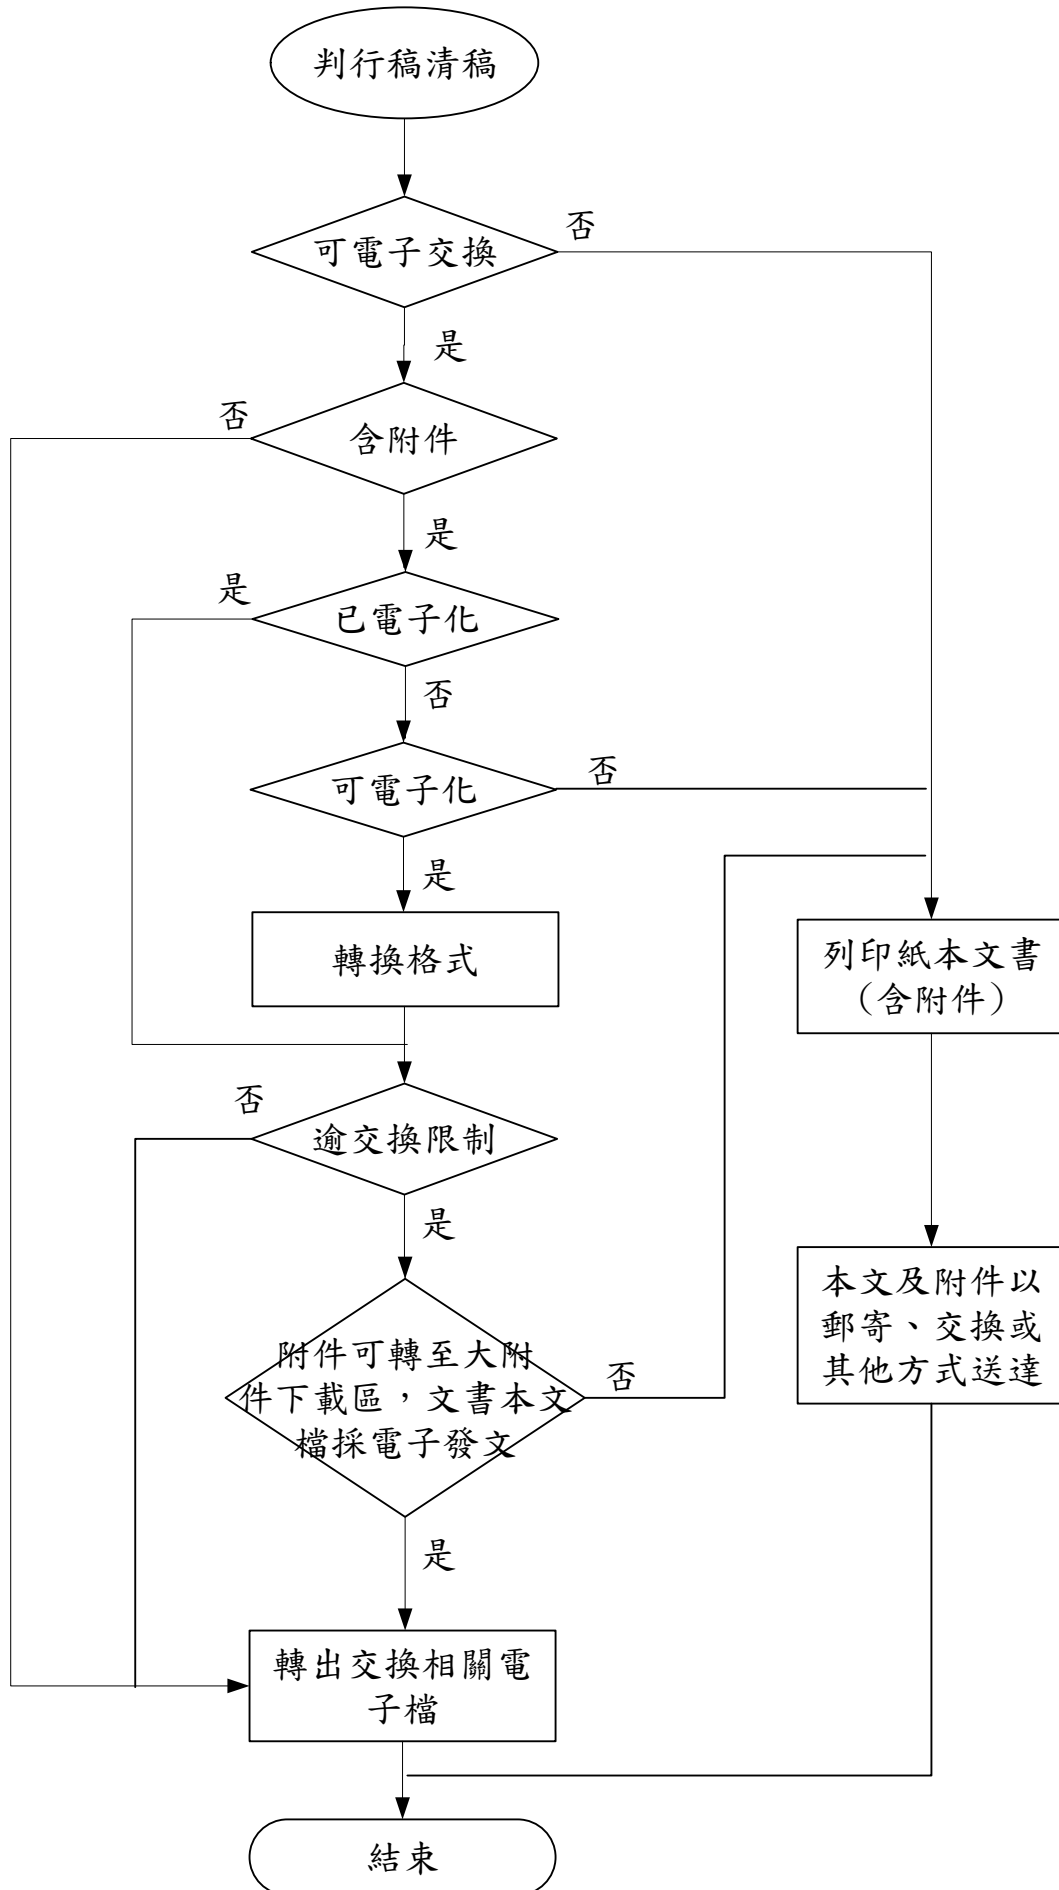 判行稿清稿
可電子交換
否
是
否
含附件
是
是
已電子化
否
可電子化
否
是
轉換格式
列印紙本文書
（含附件）
否
逾交換限制
是
本文及附件以
郵寄、交換或
其他方式送達
附件可轉至大附
件下載區，文書本文
檔採電子發文
否
是
轉出交換相關電
子檔
結束